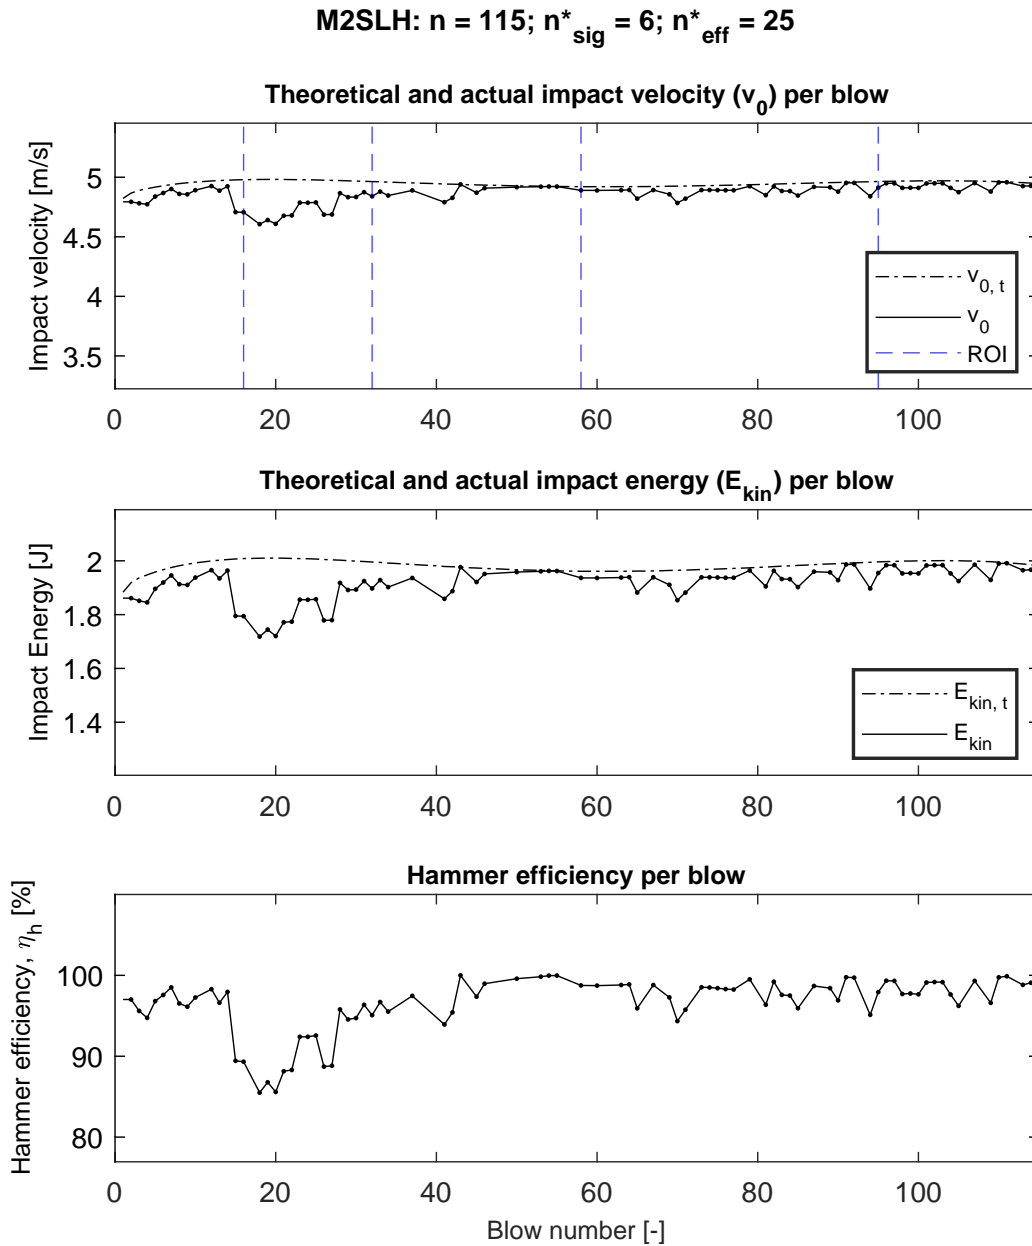 M2SLH: n = 115; n*sig = 6; n*eff = 25
Theoretical and actual impact velocity (v0) per blow
Impact velocity [m/s]
5
4.5
4
3.5
v0, t
v0
ROI
0 20 40 60 80 100
Theoretical and actual impact energy (Ekin) per blow
Impact Energy [J]
2
1.8
1.6
1.4
Ekin, t
Ekin
0 20 40 60 80 100
Hammer efficiency per blow
Hammer efficiency, ηh [%]
100
90
80
0 20 40 60 80 100
Blow number [-]